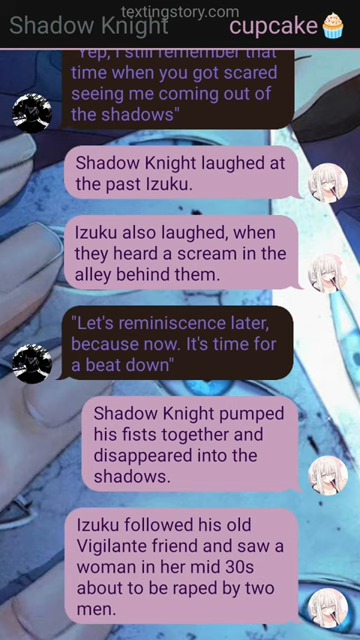 textingstory.com
Shadow Knight
cupcake🧁
"Yep, I still remember that
time when you got scared
seeing me coming out of
the shadows"
Shadow Knight laughed at
the past Izuku.
Izuku also laughed, when
they heard a scream in the
alley behind them.
"Let's reminiscence later,
because now. It's time for
a beat down"
Shadow Knight pumped
his fists together and
disappeared into the
shadows.
Izuku followed his old
Vigilante friend and saw a
woman in her mid 30s
about to be raped by two
men.